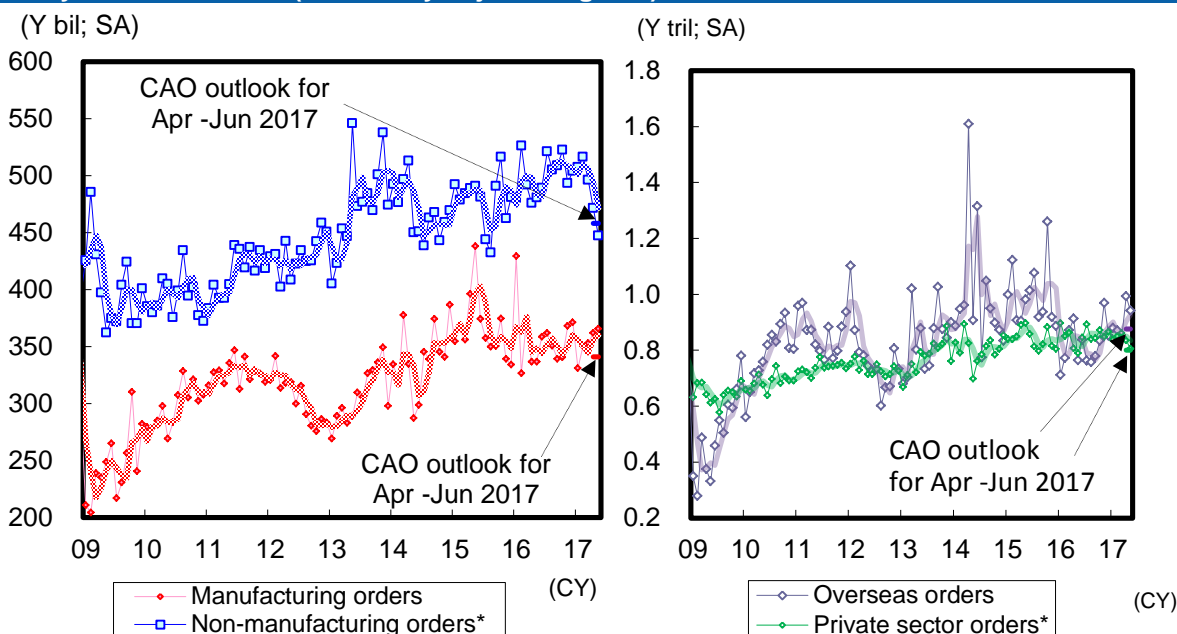 (Y bil; SA)
600
550
500
450
400
350
300
250
200
CAO outlook for
Apr -Jun 2017
CAO outlook for
Apr -Jun 2017
09 10 11 12 13 14 15 16 17
(CY)
Manufacturing orders
Non-manufacturing orders*
(Y tril; SA)
1.8
1.6
1.4
1.2
1.0
0.8
0.6
0.4
0.2
CAO outlook
for Apr -Jun 2017
09 10 11 12 13 14 15 16 17
(CY)
Overseas orders
Private sector orders*